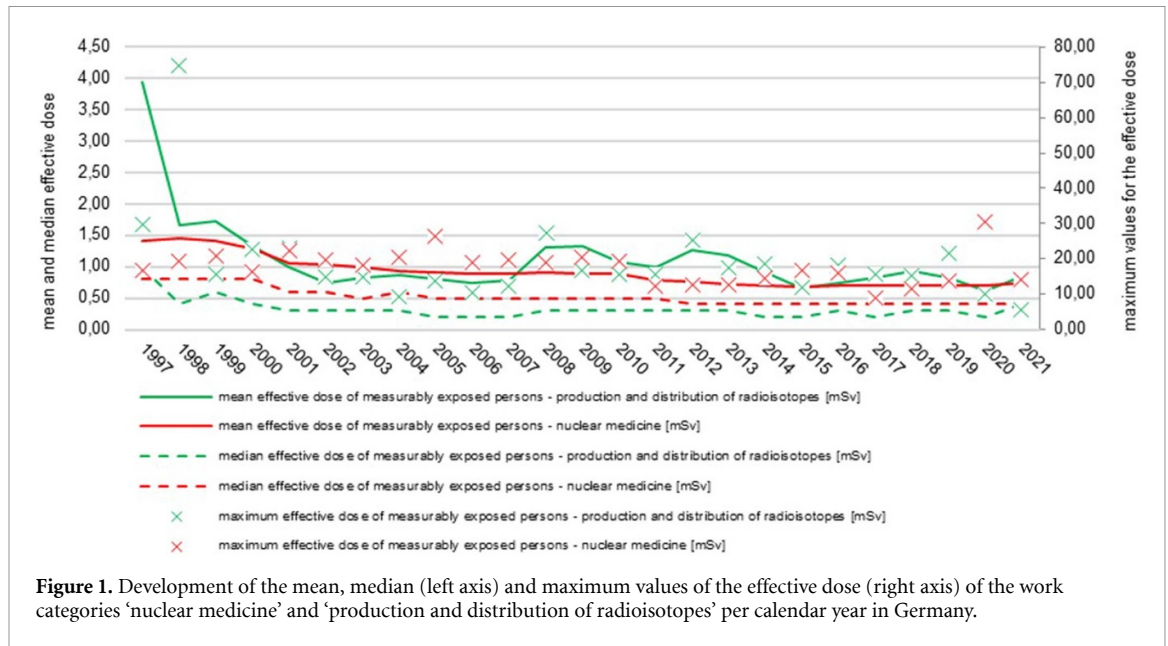 4,50
4,00
3,50
3,00
2,50
2,00
1,50
1,00
0,50
0,00
mean and median effective dose
80,00
70,00
60,00
50,00
40,00
30,00
20,00
10,00
0,00
maximum values for the effective dose
1997 1998 1999 2000 2001 2002 2003 2004 2005 2006 2007 2008 2009 2010 2011 2012 2013 2014 2015 2016 2017 2018 2019 2020 2021
mean effective dose of measurably exposed persons - production and distribution of radioisotopes [mSv]
mean effective dose of measurably exposed persons - nuclear medicine [mSv]
median effective dose of measurably exposed persons - production and distribution of radioisotopes [mSv]
median effective dose of measurably exposed persons - nuclear medicine [mSv]
maximum effective dose of measurably exposed persons - production and distribution of radioisotopes [mSv]
maximum effective dose of measurably exposed persons - nuclear medicine [mSv]
Figure 1. Development of the mean, median (left axis) and maximum values of the effective dose (right axis) of the work
categories ‘nuclear medicine’ and ‘production and distribution of radioisotopes’ per calendar year in Germany.